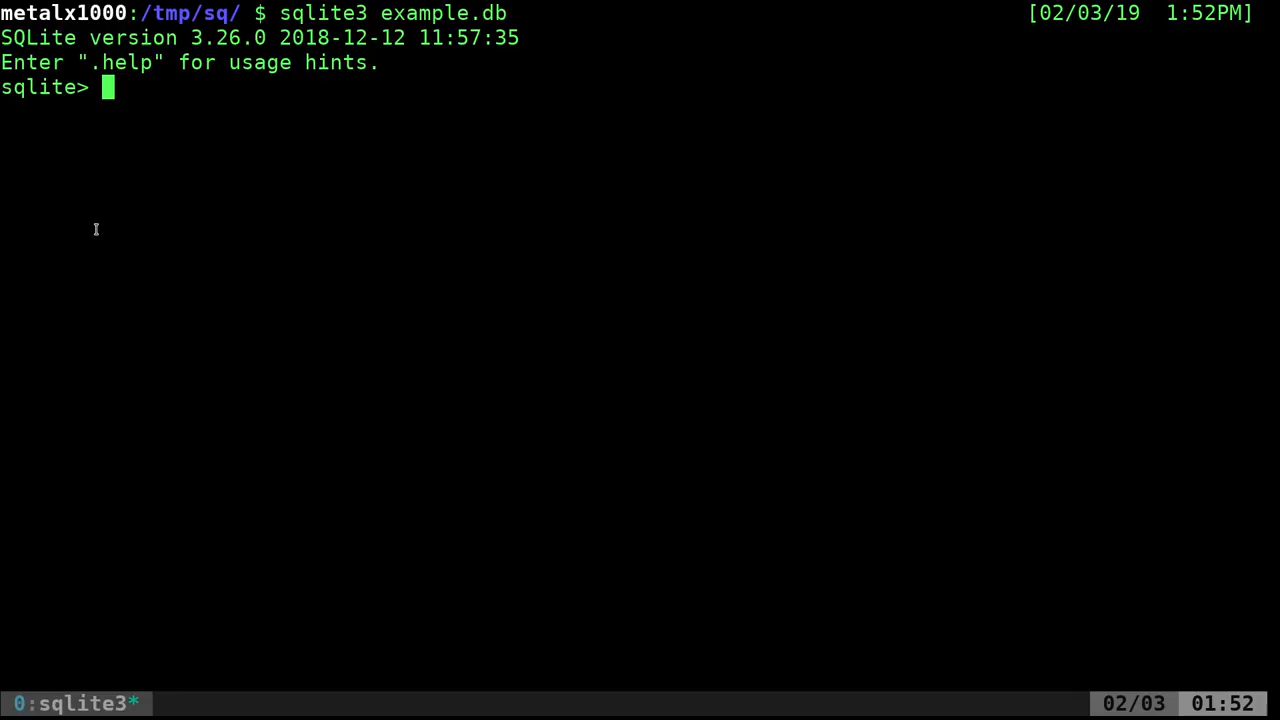 metalx1000:/tmp/sq/ $ sqlite3 example.db [02/03/19  1:52PM]
SQLite version 3.26.0 2018-12-12 11:57:35
Enter ".help" for usage hints.
sqlite>
0:sqlite3* 02/03 01:52